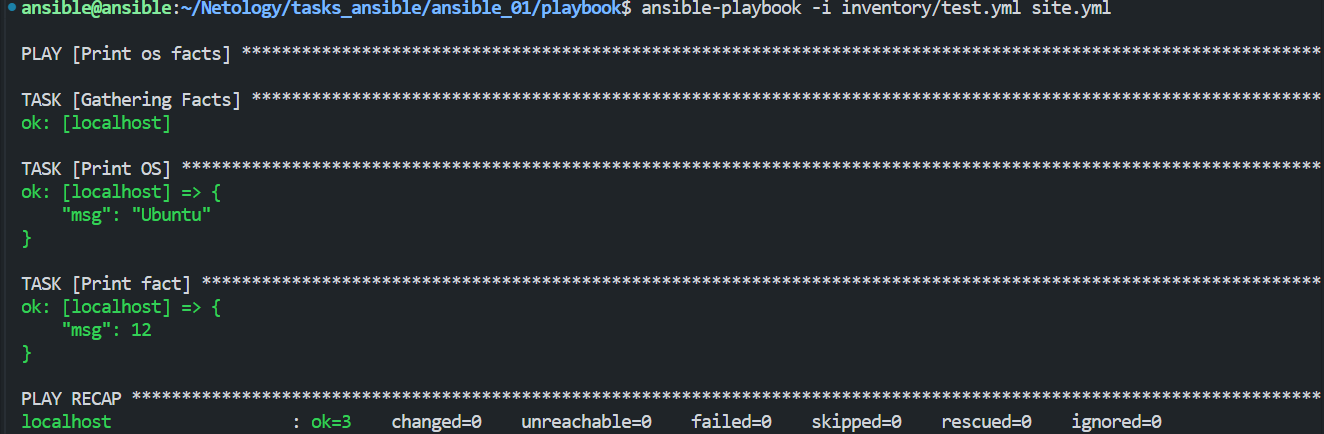 ansible@ansible:~/Netology/tasks_ansible/ansible_01/playbook$ ansible-playbook -i inventory/test.yml site.yml
PLAY [Print os facts] ************************************************************************************************************
TASK [Gathering Facts] ***********************************************************************************************************
ok: [localhost]
TASK [Print OS] ******************************************************************************************************************
ok: [localhost] => {
    "msg": "Ubuntu"
}
TASK [Print fact] ****************************************************************************************************************
ok: [localhost] => {
    "msg": 12
}
PLAY RECAP ***********************************************************************************************************************
localhost                  : ok=3    changed=0    unreachable=0    failed=0    skipped=0    rescued=0    ignored=0